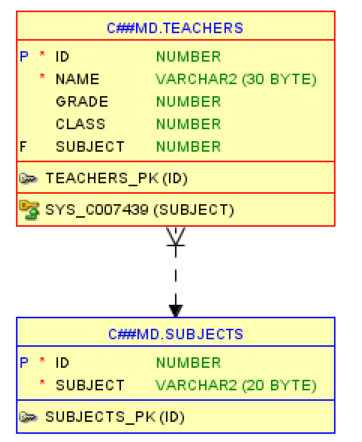 C##MD.TEACHERS
P * ID NUMBER
* NAME VARCHAR2 (30 BYTE)
GRADE NUMBER
CLASS NUMBER
F SUBJECT NUMBER
TEACHERS_PK (ID)
SYS_C007439 (SUBJECT)
C##MD.SUBJECTS
P * ID NUMBER
* SUBJECT VARCHAR2 (20 BYTE)
SUBJECTS_PK (ID)